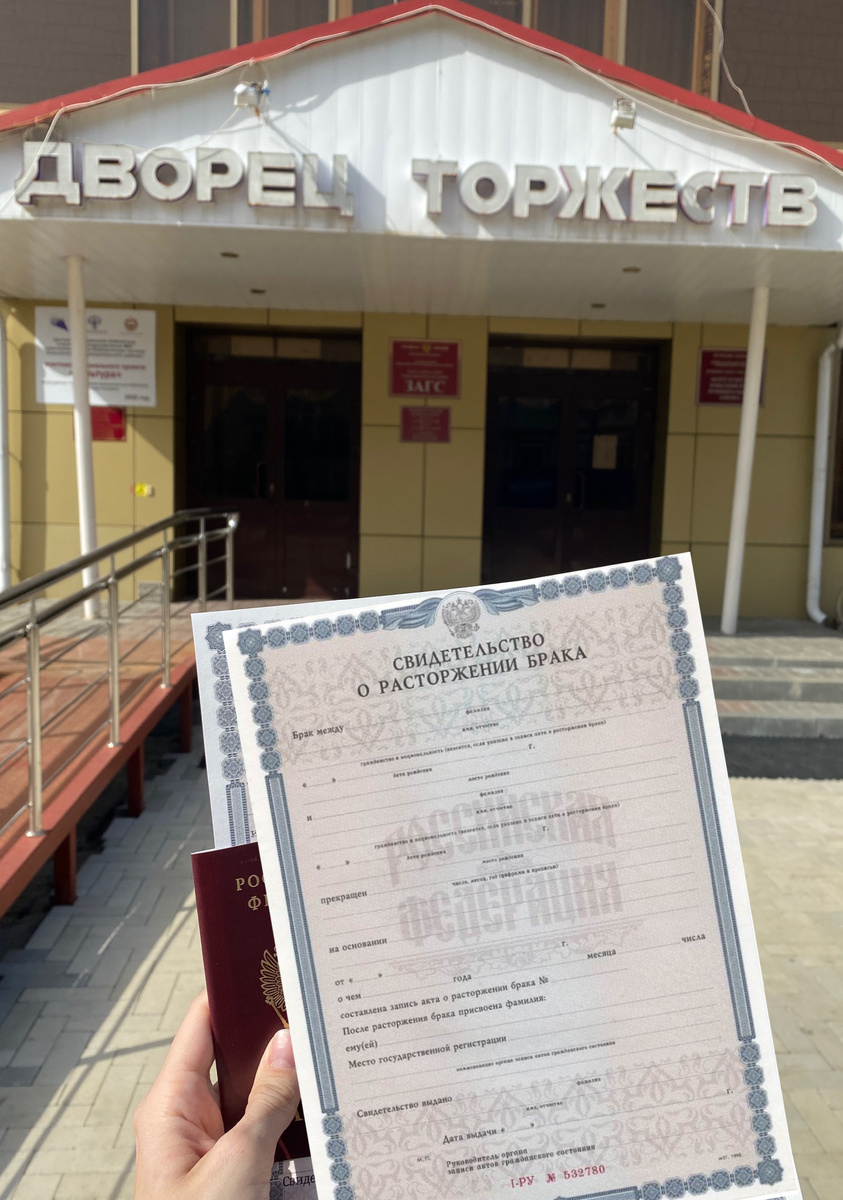 ДВОРЕЦ ТОРЖЕСТВ
ЗАГС
СВИДЕТЕЛЬСТВО
О РАСТОРЖЕНИИ БРАКА
фамилия
Брак между
имя, отчество
гражданство и национальность (вносится, если указано в записи акта о расторжении брака)
« » г.
дата рождения место рождения
фамилия
и
имя, отчество
гражданство и национальность (вносится, если указано в записи акта о расторжении брака)
« » г.
дата рождения место рождения
РОССИЙСКАЯ
ФЕДЕРАЦИЯ
прекращен
число, месяц, год (цифрами и прописью)
на основании
от « » г.
о чем года месяца числа
составлена запись акта о расторжении брака №
После расторжения брака присвоена фамилия:
ему(ей)
Место государственной регистрации
наименование органа записи актов гражданского состояния
фамилия
Свидетельство выдано
имя, отчество
Дата выдачи « » г.
М.П. Руководитель органа
записи актов гражданского состояния
I-РУ № 532780
РОС
Свиде